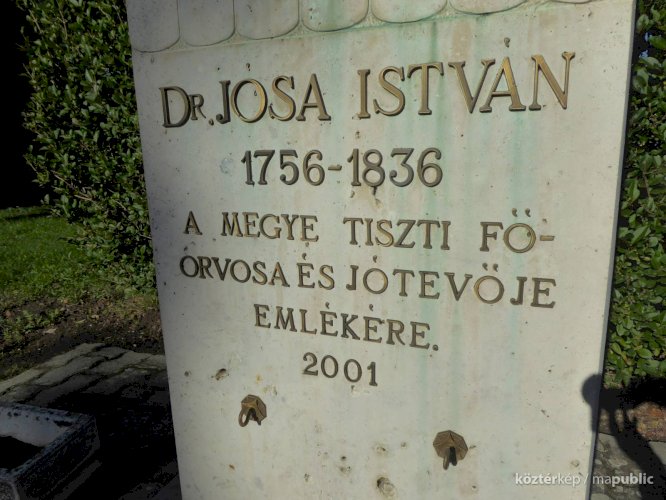 DR. JÓSA ISTVÁN
1756-1836
A MEGYE TISZTI FŐ-
ORVOSA ÉS JÓTEVŐJE
EMLÉKÉRE.
2001
köztérkép / mapublic